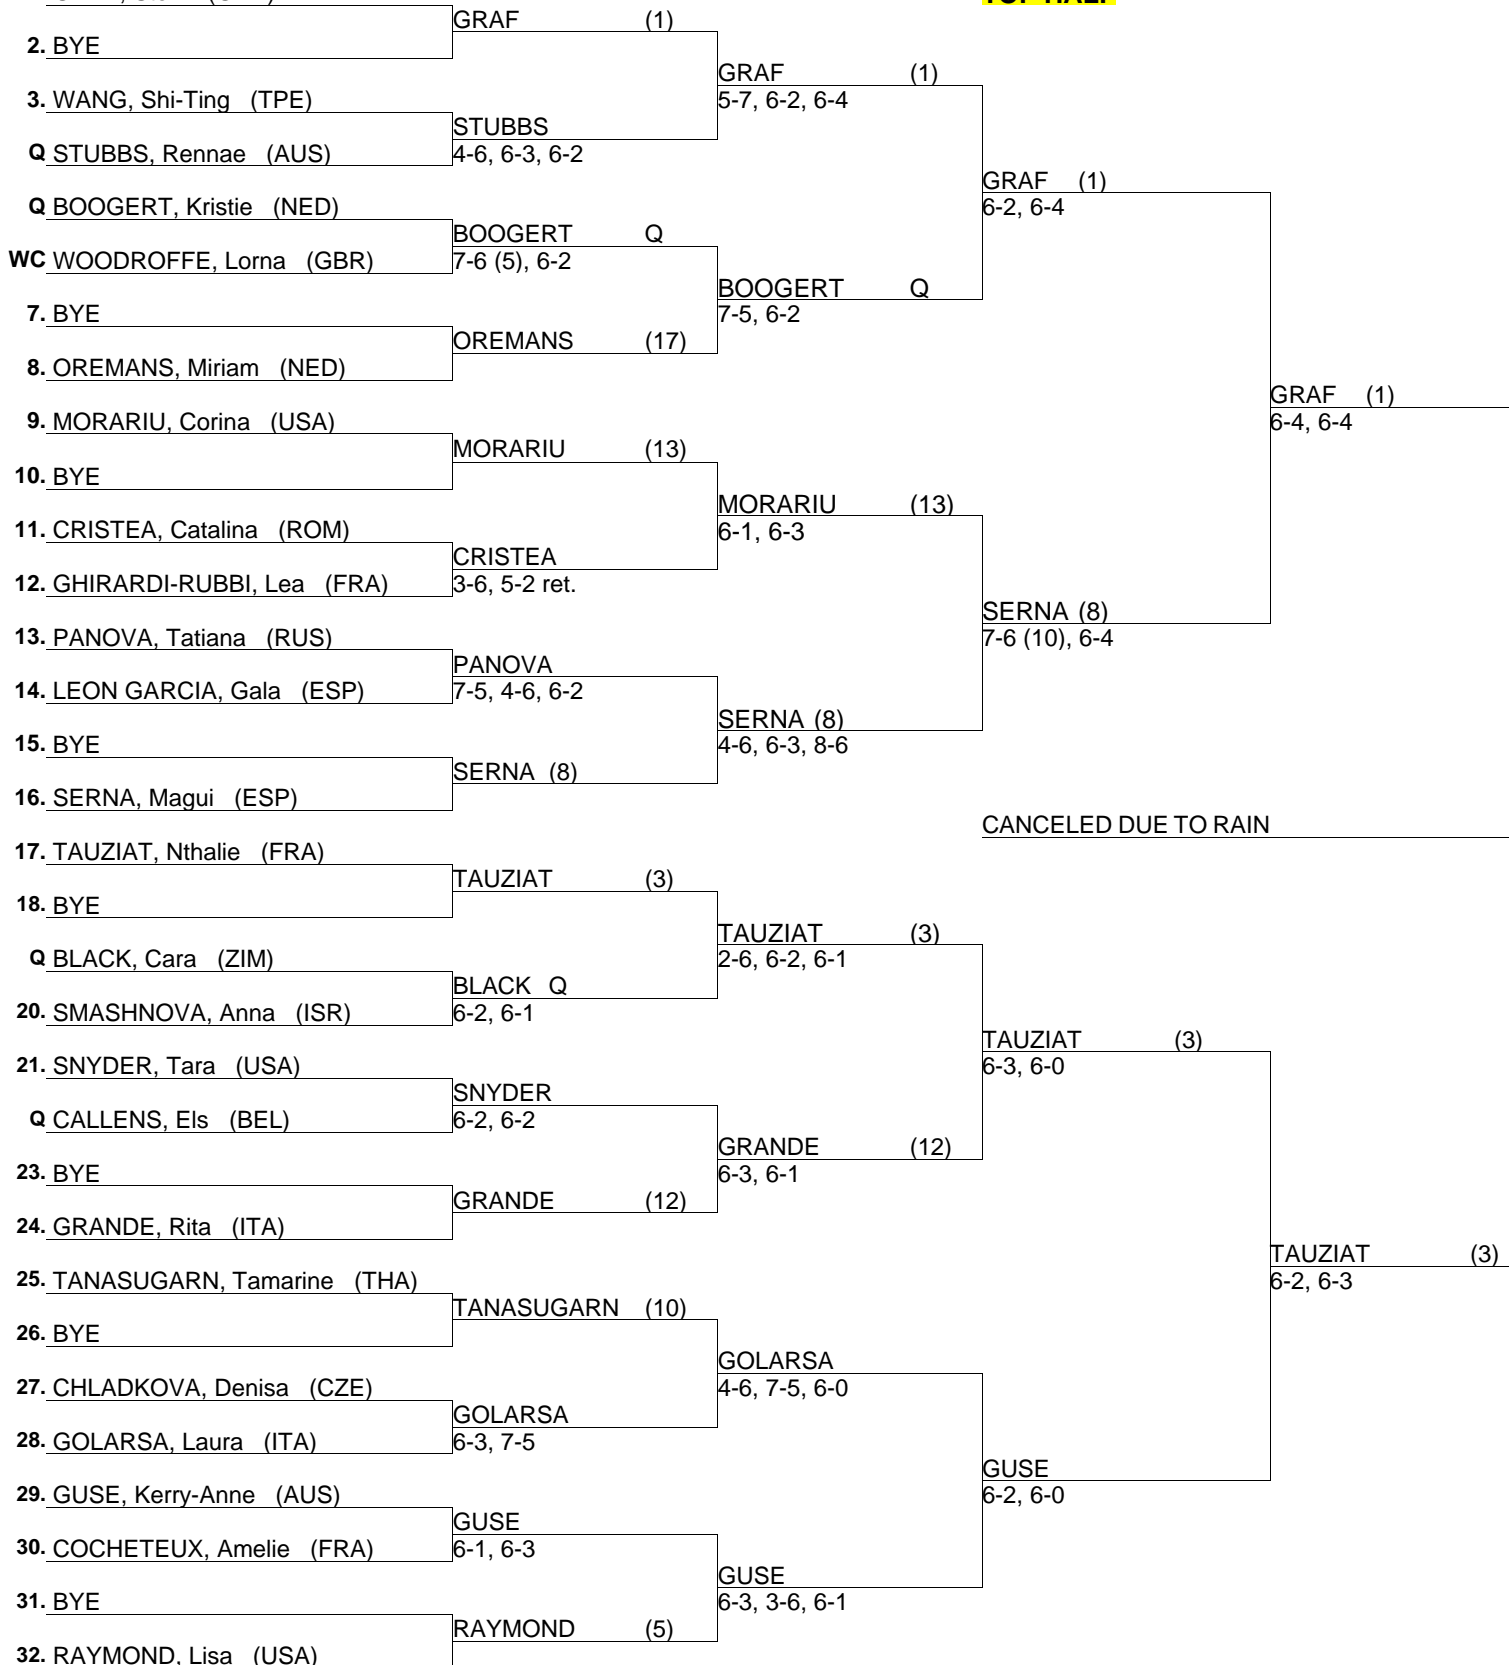 GRAF (1)
2. BYE
GRAF (1)
3. WANG, Shi-Ting (TPE)
5-7, 6-2, 6-4
STUBBS
Q STUBBS, Rennae (AUS)
4-6, 6-3, 6-2
GRAF (1)
Q BOOGERT, Kristie (NED)
6-2, 6-4
BOOGERT Q
WC WOODROFFE, Lorna (GBR)
7-6 (5), 6-2
BOOGERT Q
7. BYE
7-5, 6-2
OREMANS (17)
8. OREMANS, Miriam (NED)
GRAF (1)
9. MORARIU, Corina (USA)
6-4, 6-4
MORARIU (13)
10. BYE
MORARIU (13)
11. CRISTEA, Catalina (ROM)
6-1, 6-3
CRISTEA
12. GHIRARDI-RUBBI, Lea (FRA)
3-6, 5-2 ret.
SERNA (8)
13. PANOVA, Tatiana (RUS)
7-6 (10), 6-4
PANOVA
14. LEON GARCIA, Gala (ESP)
7-5, 4-6, 6-2
SERNA (8)
15. BYE
4-6, 6-3, 8-6
SERNA (8)
16. SERNA, Magui (ESP)
CANCELED DUE TO RAIN
17. TAUZIAT, Nthalie (FRA)
TAUZIAT (3)
18. BYE
TAUZIAT (3)
Q BLACK, Cara (ZIM)
2-6, 6-2, 6-1
BLACK Q
20. SMASHNOVA, Anna (ISR)
6-2, 6-1
TAUZIAT (3)
21. SNYDER, Tara (USA)
6-3, 6-0
SNYDER
Q CALLENS, Els (BEL)
6-2, 6-2
GRANDE (12)
23. BYE
6-3, 6-1
GRANDE (12)
24. GRANDE, Rita (ITA)
TAUZIAT (3)
25. TANASUGARN, Tamarine (THA)
6-2, 6-3
TANASUGARN (10)
26. BYE
GOLARSA
27. CHLADKOVA, Denisa (CZE)
4-6, 7-5, 6-0
GOLARSA
28. GOLARSA, Laura (ITA)
6-3, 7-5
GUSE
29. GUSE, Kerry-Anne (AUS)
6-2, 6-0
GUSE
30. COCHETEUX, Amelie (FRA)
6-1, 6-3
GUSE
31. BYE
6-3, 3-6, 6-1
RAYMOND (5)
32. RAYMOND, Lisa (USA)